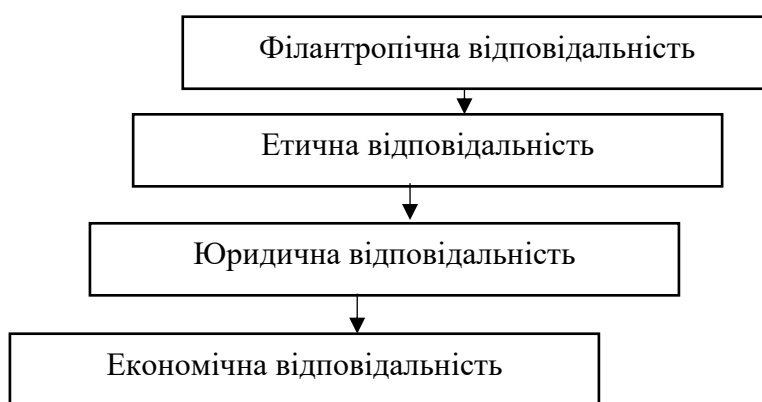 Філантропічна відповідальність
Етична відповідальність
Юридична відповідальність
Економічна відповідальність